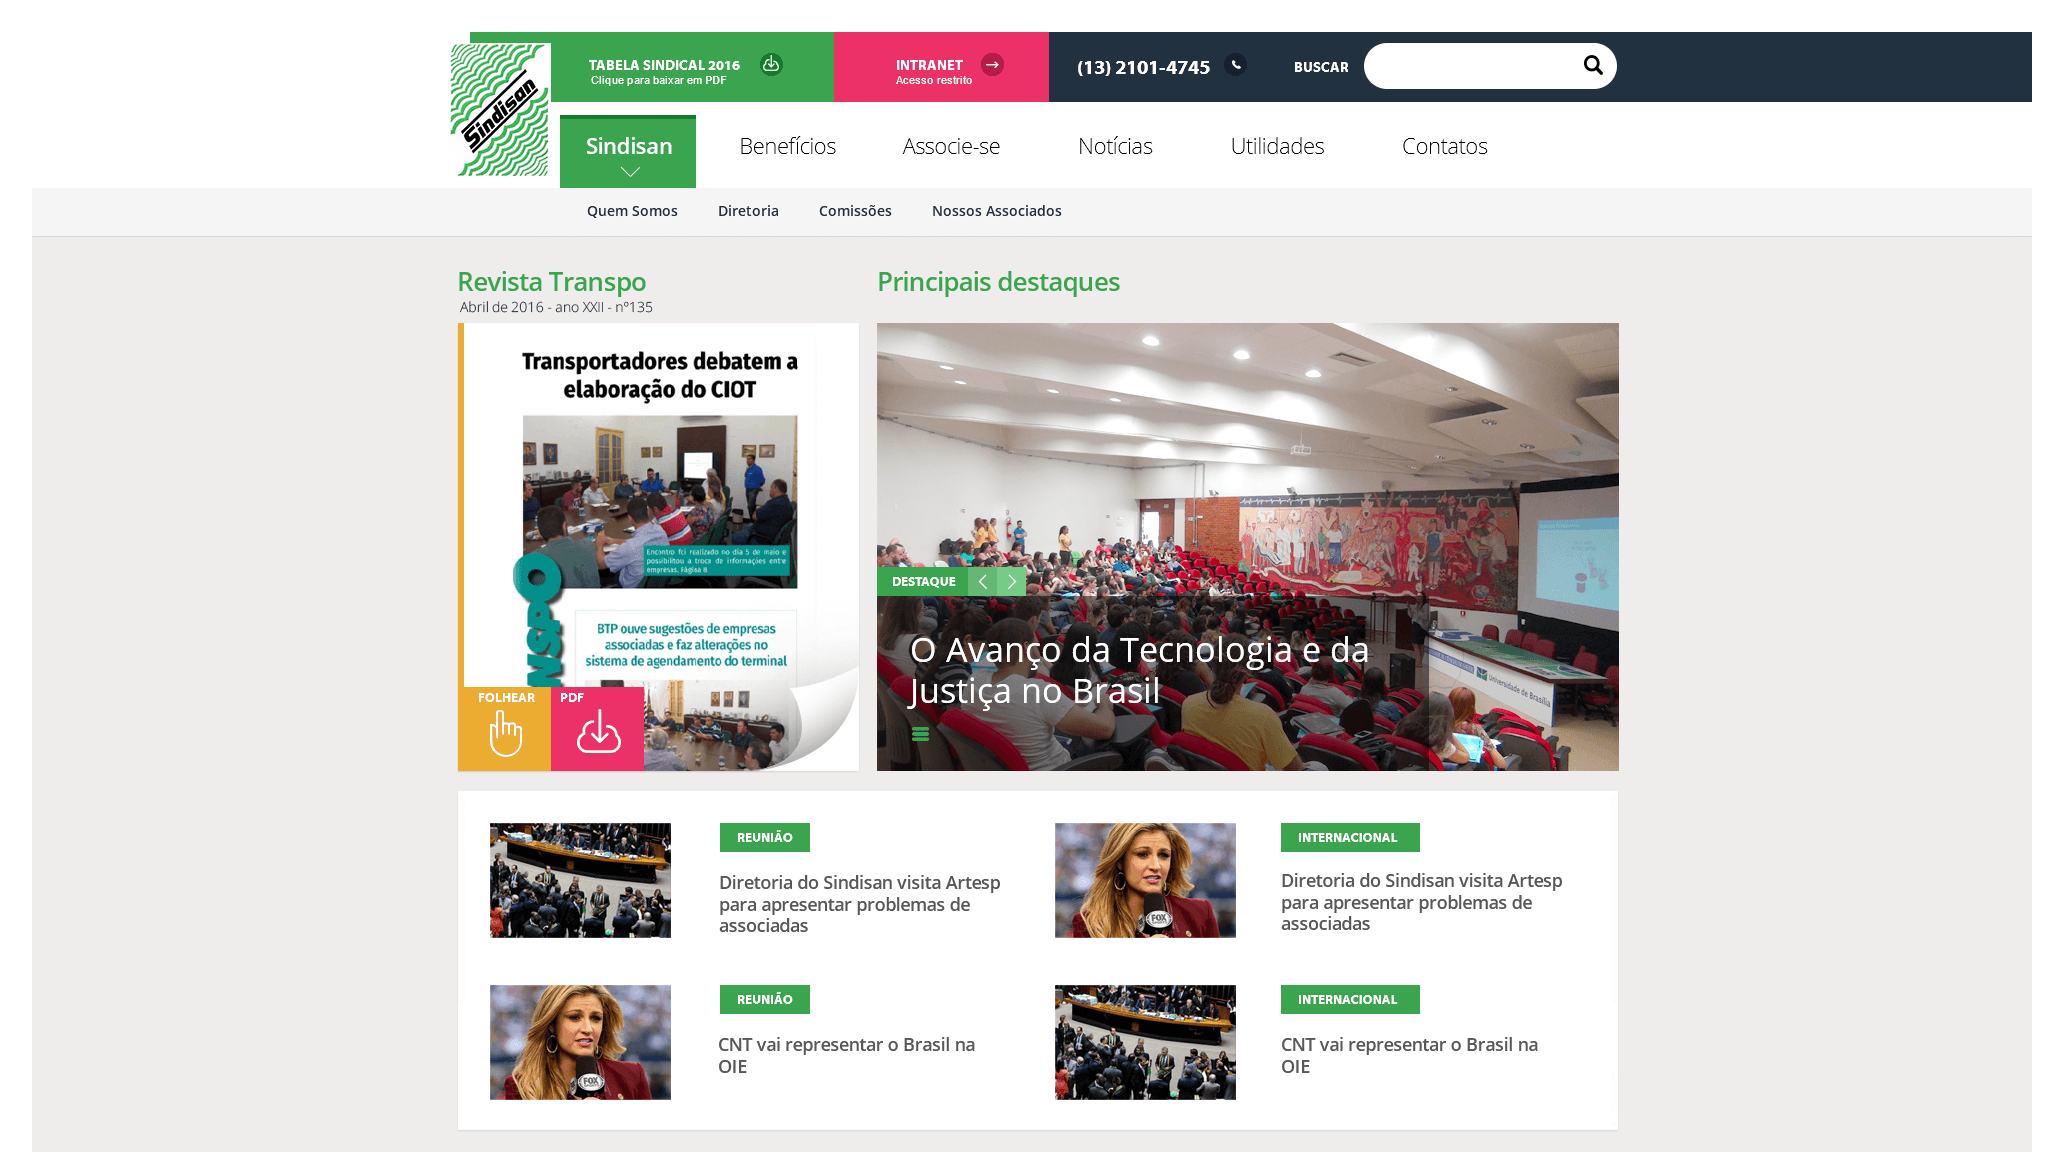 Sindisan
TABELA SINDICAL 2016
Clique para baixar em PDF
INTRANET
Acesso restrito
(13) 2101-4745
BUSCAR
Sindisan
Benefícios
Associe-se
Notícias
Utilidades
Contatos
Quem Somos
Diretoria
Comissões
Nossos Associados
Revista Transpo
Abril de 2016 - ano XXII - nº135
Transportadores debatem a
elaboração do CIOT
Encontro foi realizado no dia 5 de maio e
possibilitou a troca de informações entre
empresas. Página 8
NSPO
BTP ouve sugestões de empresas
associadas e faz alterações no
sistema de agendamento do terminal
FOLHEAR
PDF
Principais destaques
DESTAQUE
O Avanço da Tecnologia e da
Justiça no Brasil
Universidade de Brasília
REUNIÃO
Diretoria do Sindisan visita Artesp
para apresentar problemas de
associadas
FOX
INTERNACIONAL
Diretoria do Sindisan visita Artesp
para apresentar problemas de
associadas
FOX
REUNIÃO
CNT vai representar o Brasil na
OIE
INTERNACIONAL
CNT vai representar o Brasil na
OIE